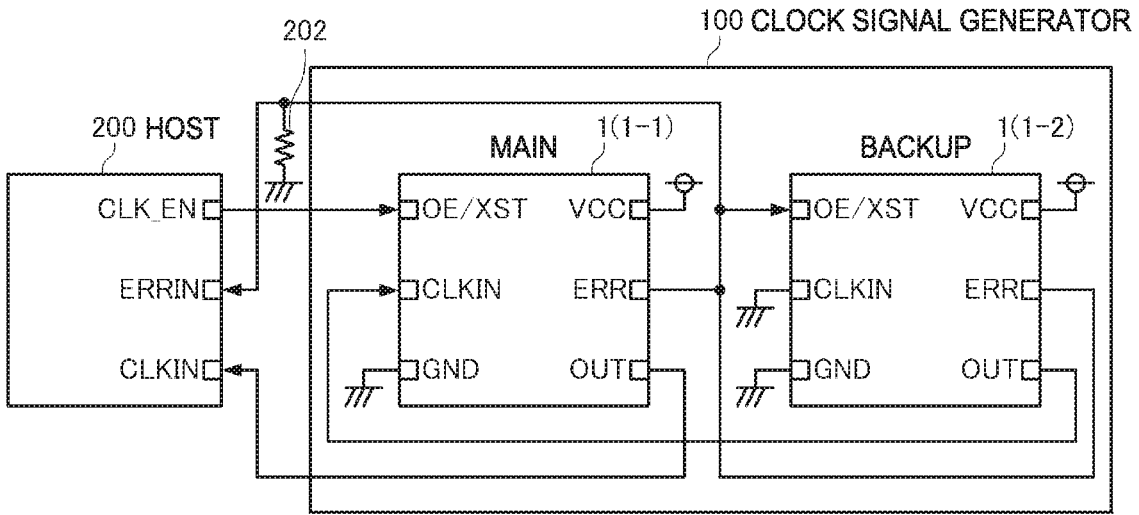 100 CLOCK SIGNAL GENERATOR
202
200 HOST
MAIN
1(1-1)
BACKUP
1(1-2)
CLK_EN
ERRIN
CLKIN
OE/XST
VCC
CLKIN
ERR
GND
OUT
OE/XST
VCC
CLKIN
ERR
GND
OUT